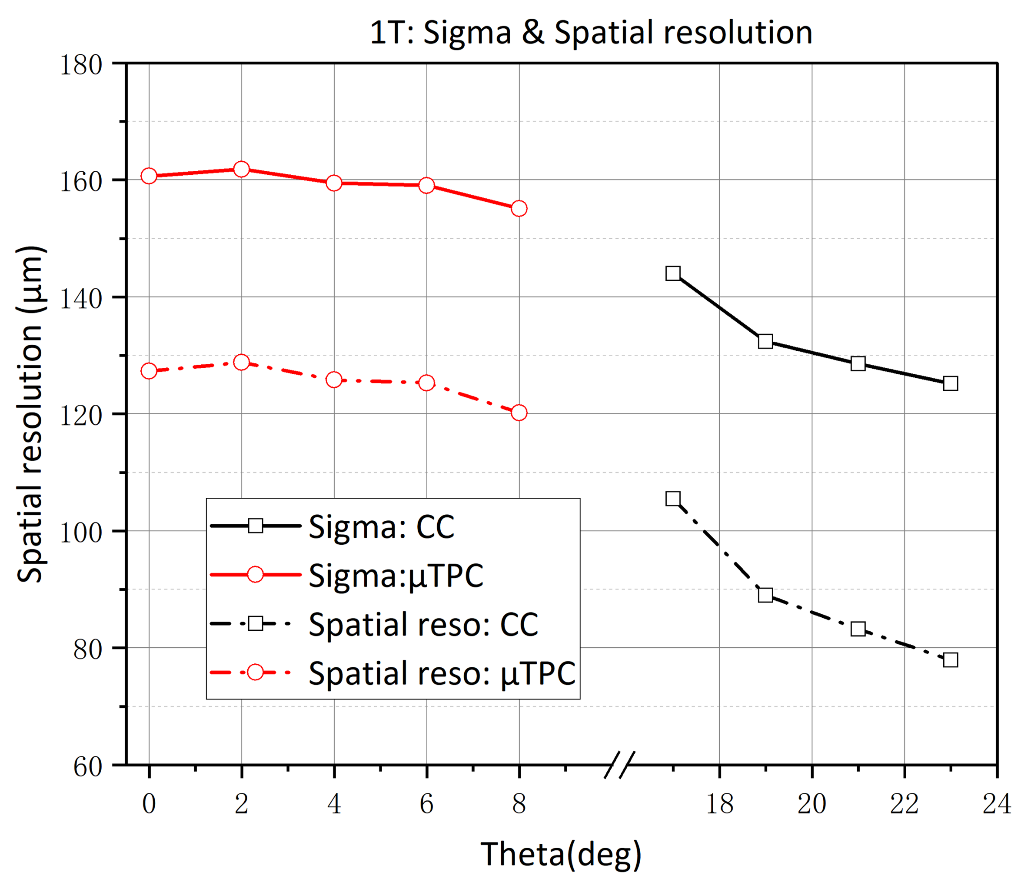 1T: Sigma & Spatial resolution
Spatial resolution (μm)
180
160
140
120
100
80
60
Sigma: CC
Sigma:μTPC
Spatial reso: CC
Spatial reso: μTPC
0 2 4 6 8 18 20 22 24
Theta(deg)